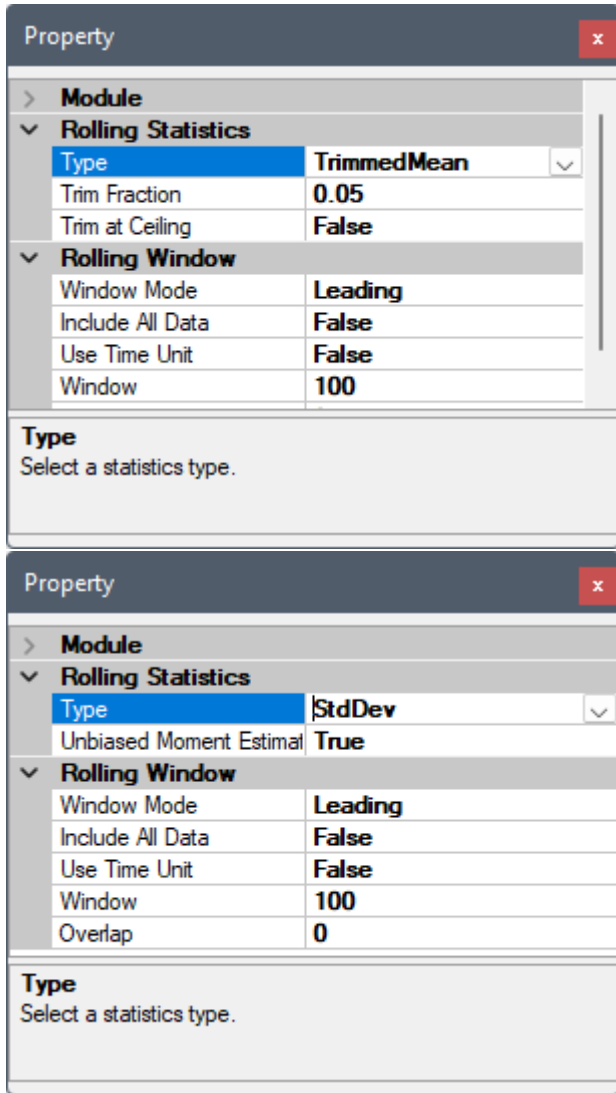 Property
x
Module
Rolling Statistics
Type TrimmedMean
Trim Fraction 0.05
Trim at Ceiling False
Rolling Window
Window Mode Leading
Include All Data False
Use Time Unit False
Window 100
Type
Select a statistics type.
Property
x
Module
Rolling Statistics
Type StdDev
Unbiased Moment Estimat True
Rolling Window
Window Mode Leading
Include All Data False
Use Time Unit False
Window 100
Overlap 0
Type
Select a statistics type.